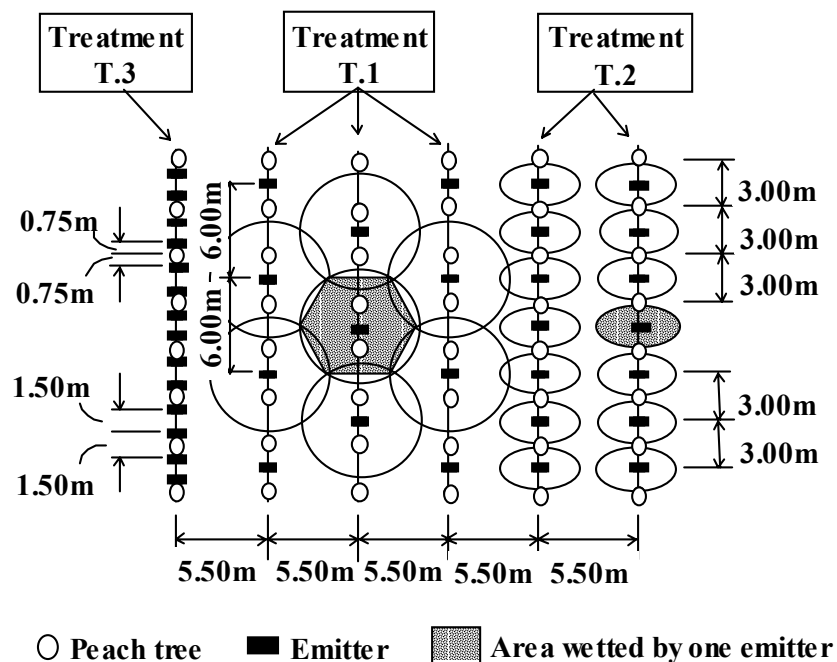 Treatment
T.3
Treatment
T.1
Treatment
T.2
0.75m
0.75m
6.00m – 6.00m
1.50m
1.50m
3.00m
3.00m
3.00m
3.00m
3.00m
5.50m 5.50m 5.50m 5.50m 5.50m
Peach tree Emitter Area wetted by one emitter